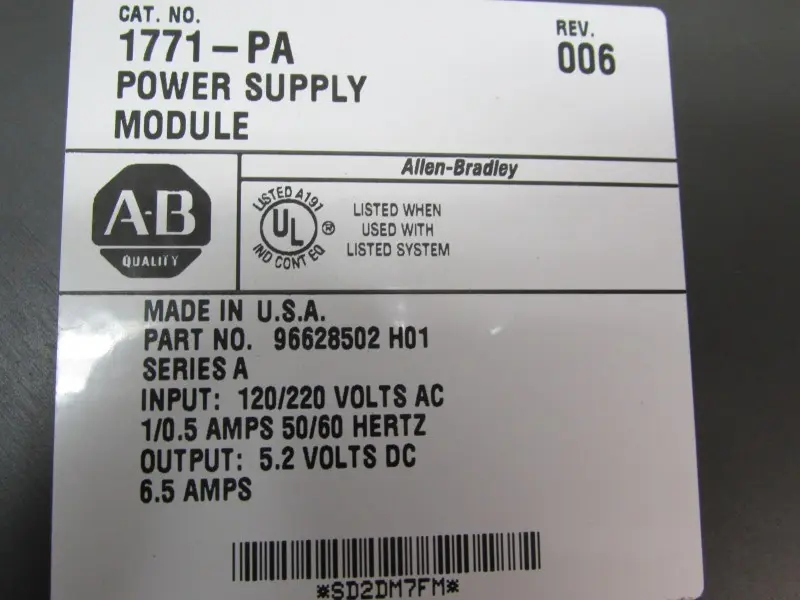 CAT. NO.
1771-PA
REV.
006
POWER SUPPLY
MODULE
Allen-Bradley
A-B
QUALITY
LISTED A191
UL
®
IND CONT EQ
LISTED WHEN
USED WITH
LISTED SYSTEM
MADE IN U.S.A.
PART NO. 96628502 H01
SERIES A
INPUT: 120/220 VOLTS AC
1/0.5 AMPS 50/60 HERTZ
OUTPUT: 5.2 VOLTS DC
6.5 AMPS
*SD2DM7FM*